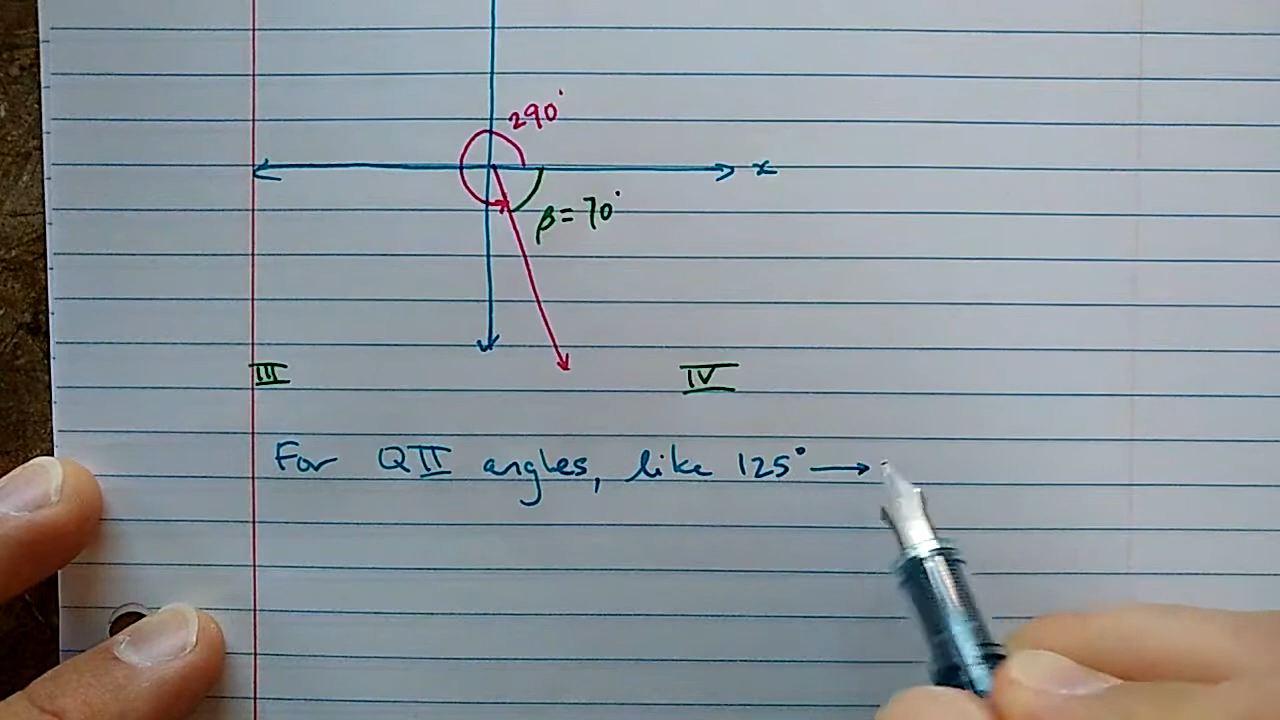 290°
x
β = 70°
III IV
For QII angles, like 125° →